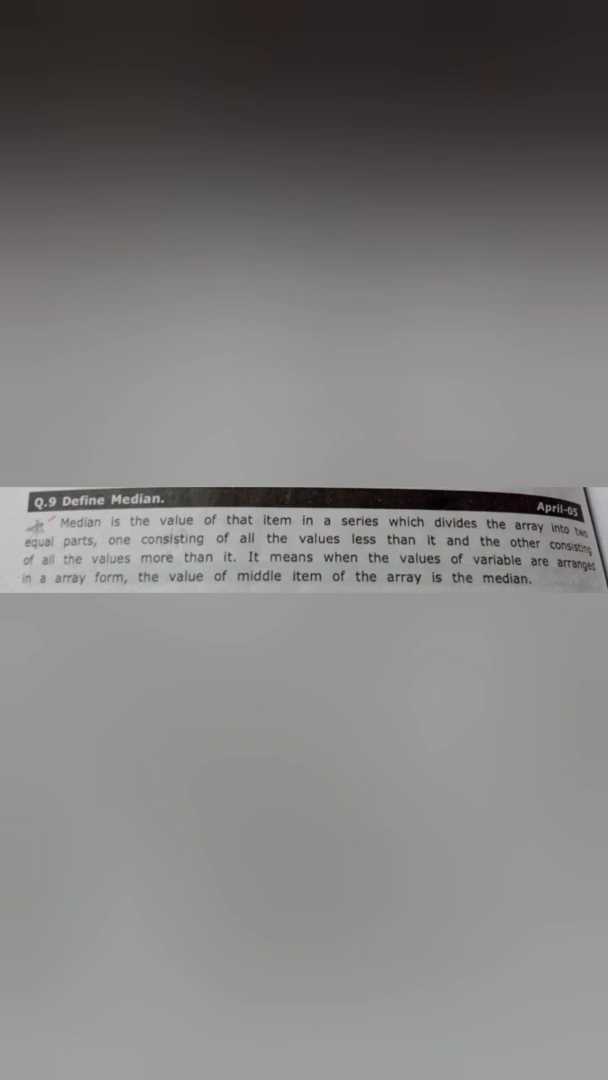 Q.9 Define Median. April-05
Median is the value of that item in a series which divides the array into two
equal parts, one consisting of all the values less than it and the other consisting
of all the values more than it. It means when the values of variable are arranged
in a array form, the value of middle item of the array is the median.